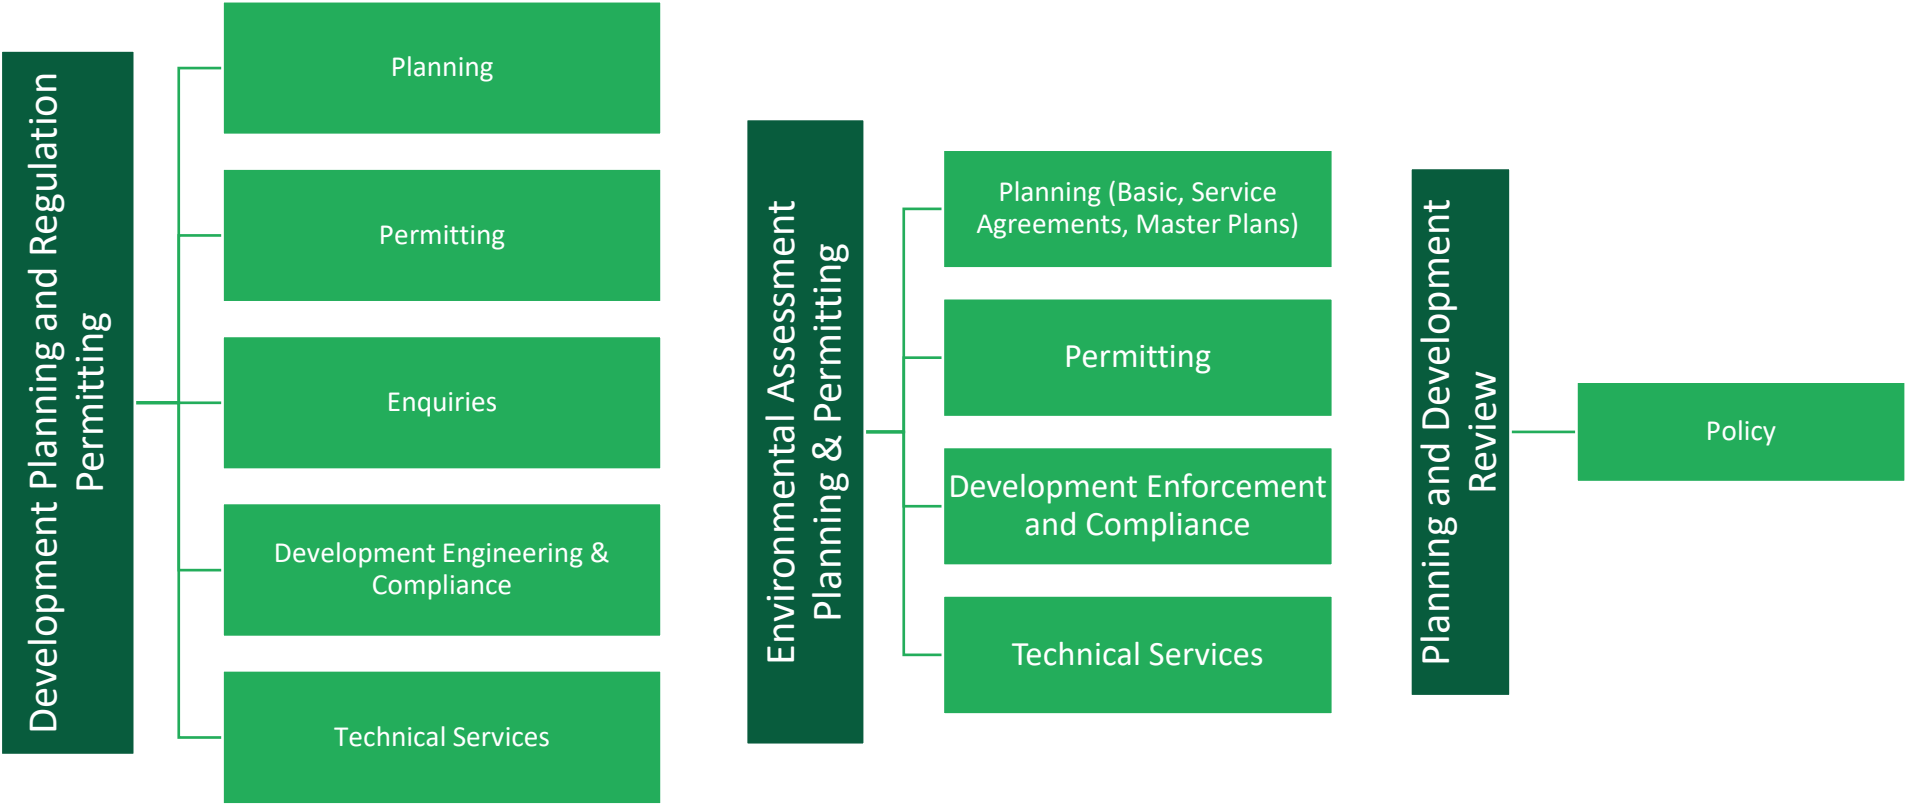 Development Planning and Regulation
Permitting
Planning
Permitting
Enquiries
Development Engineering &
Compliance
Technical Services
Environmental Assessment
Planning & Permitting
Planning (Basic, Service
Agreements, Master Plans)
Permitting
Development Enforcement
and Compliance
Technical Services
Planning and Development
Review
Policy